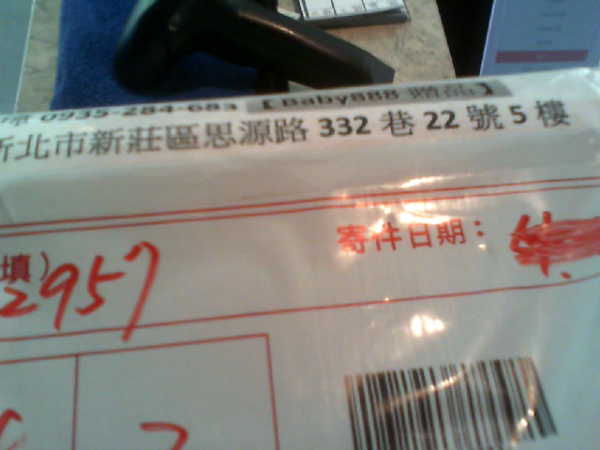 0935-284-683 【Baby888 贈品】
新北市新莊區思源路 332 巷 22 號 5 樓
寄件日期：
填)
2957